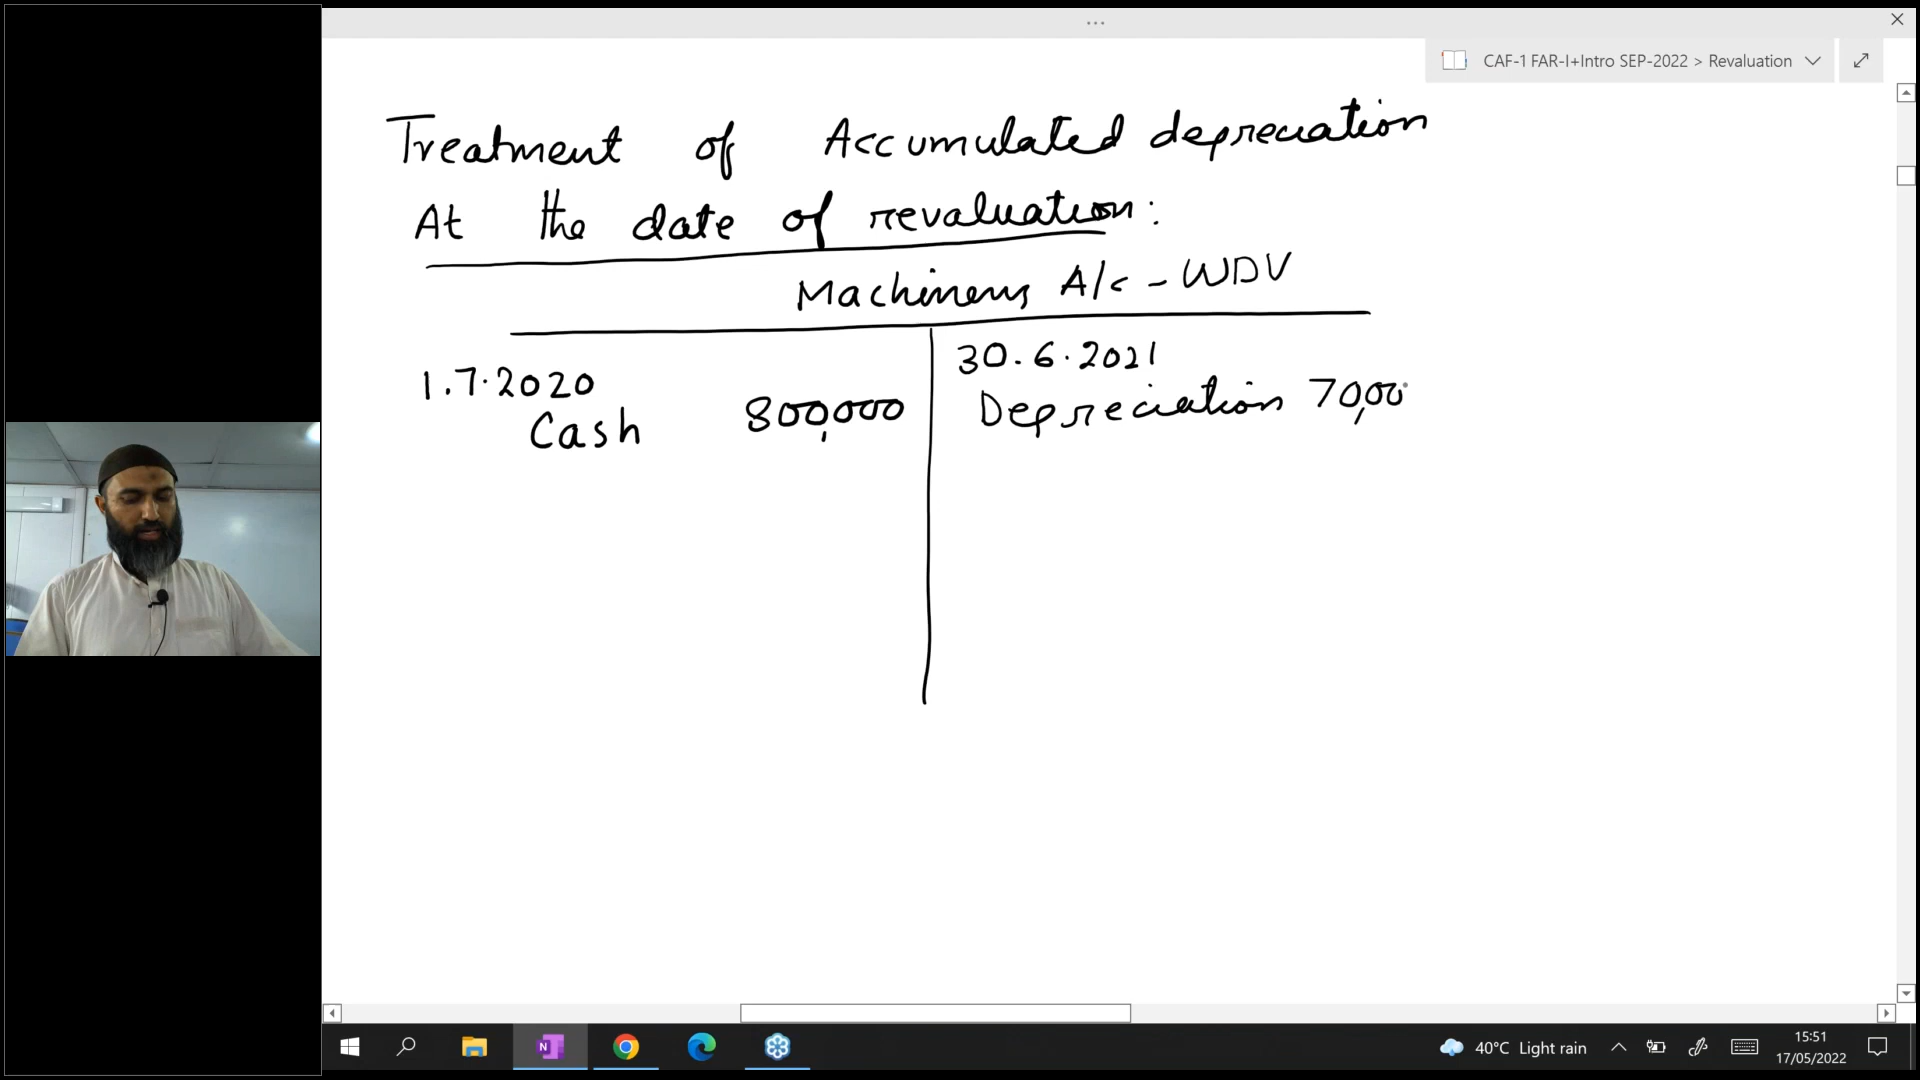 CAF-1 FAR-I+Intro SEP-2022 > Revaluation
Treatment of Accumulated depreciation
At the date of revaluation:
Machinery A/c - WDV
1.7.2020
Cash 800,000
30.6.2021
Depreciation 70,00
N
40°C Light rain
15:51
17/05/2022